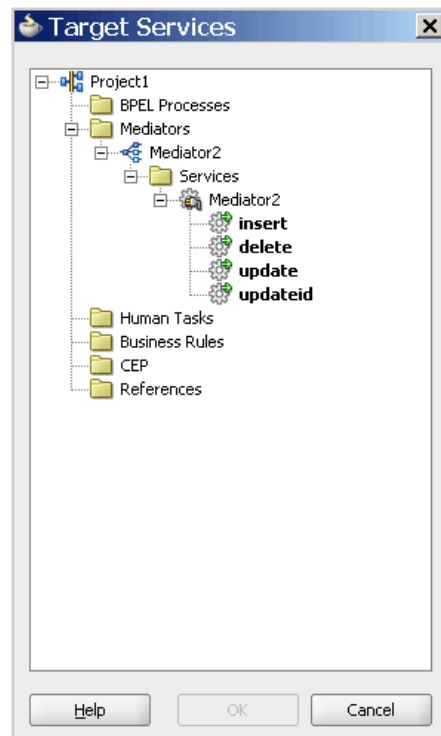 Target Services
Project1
BPEL Processes
Mediators
Mediator2
Services
Mediator2
insert
delete
update
updateid
Human Tasks
Business Rules
CEP
References
Help OK Cancel